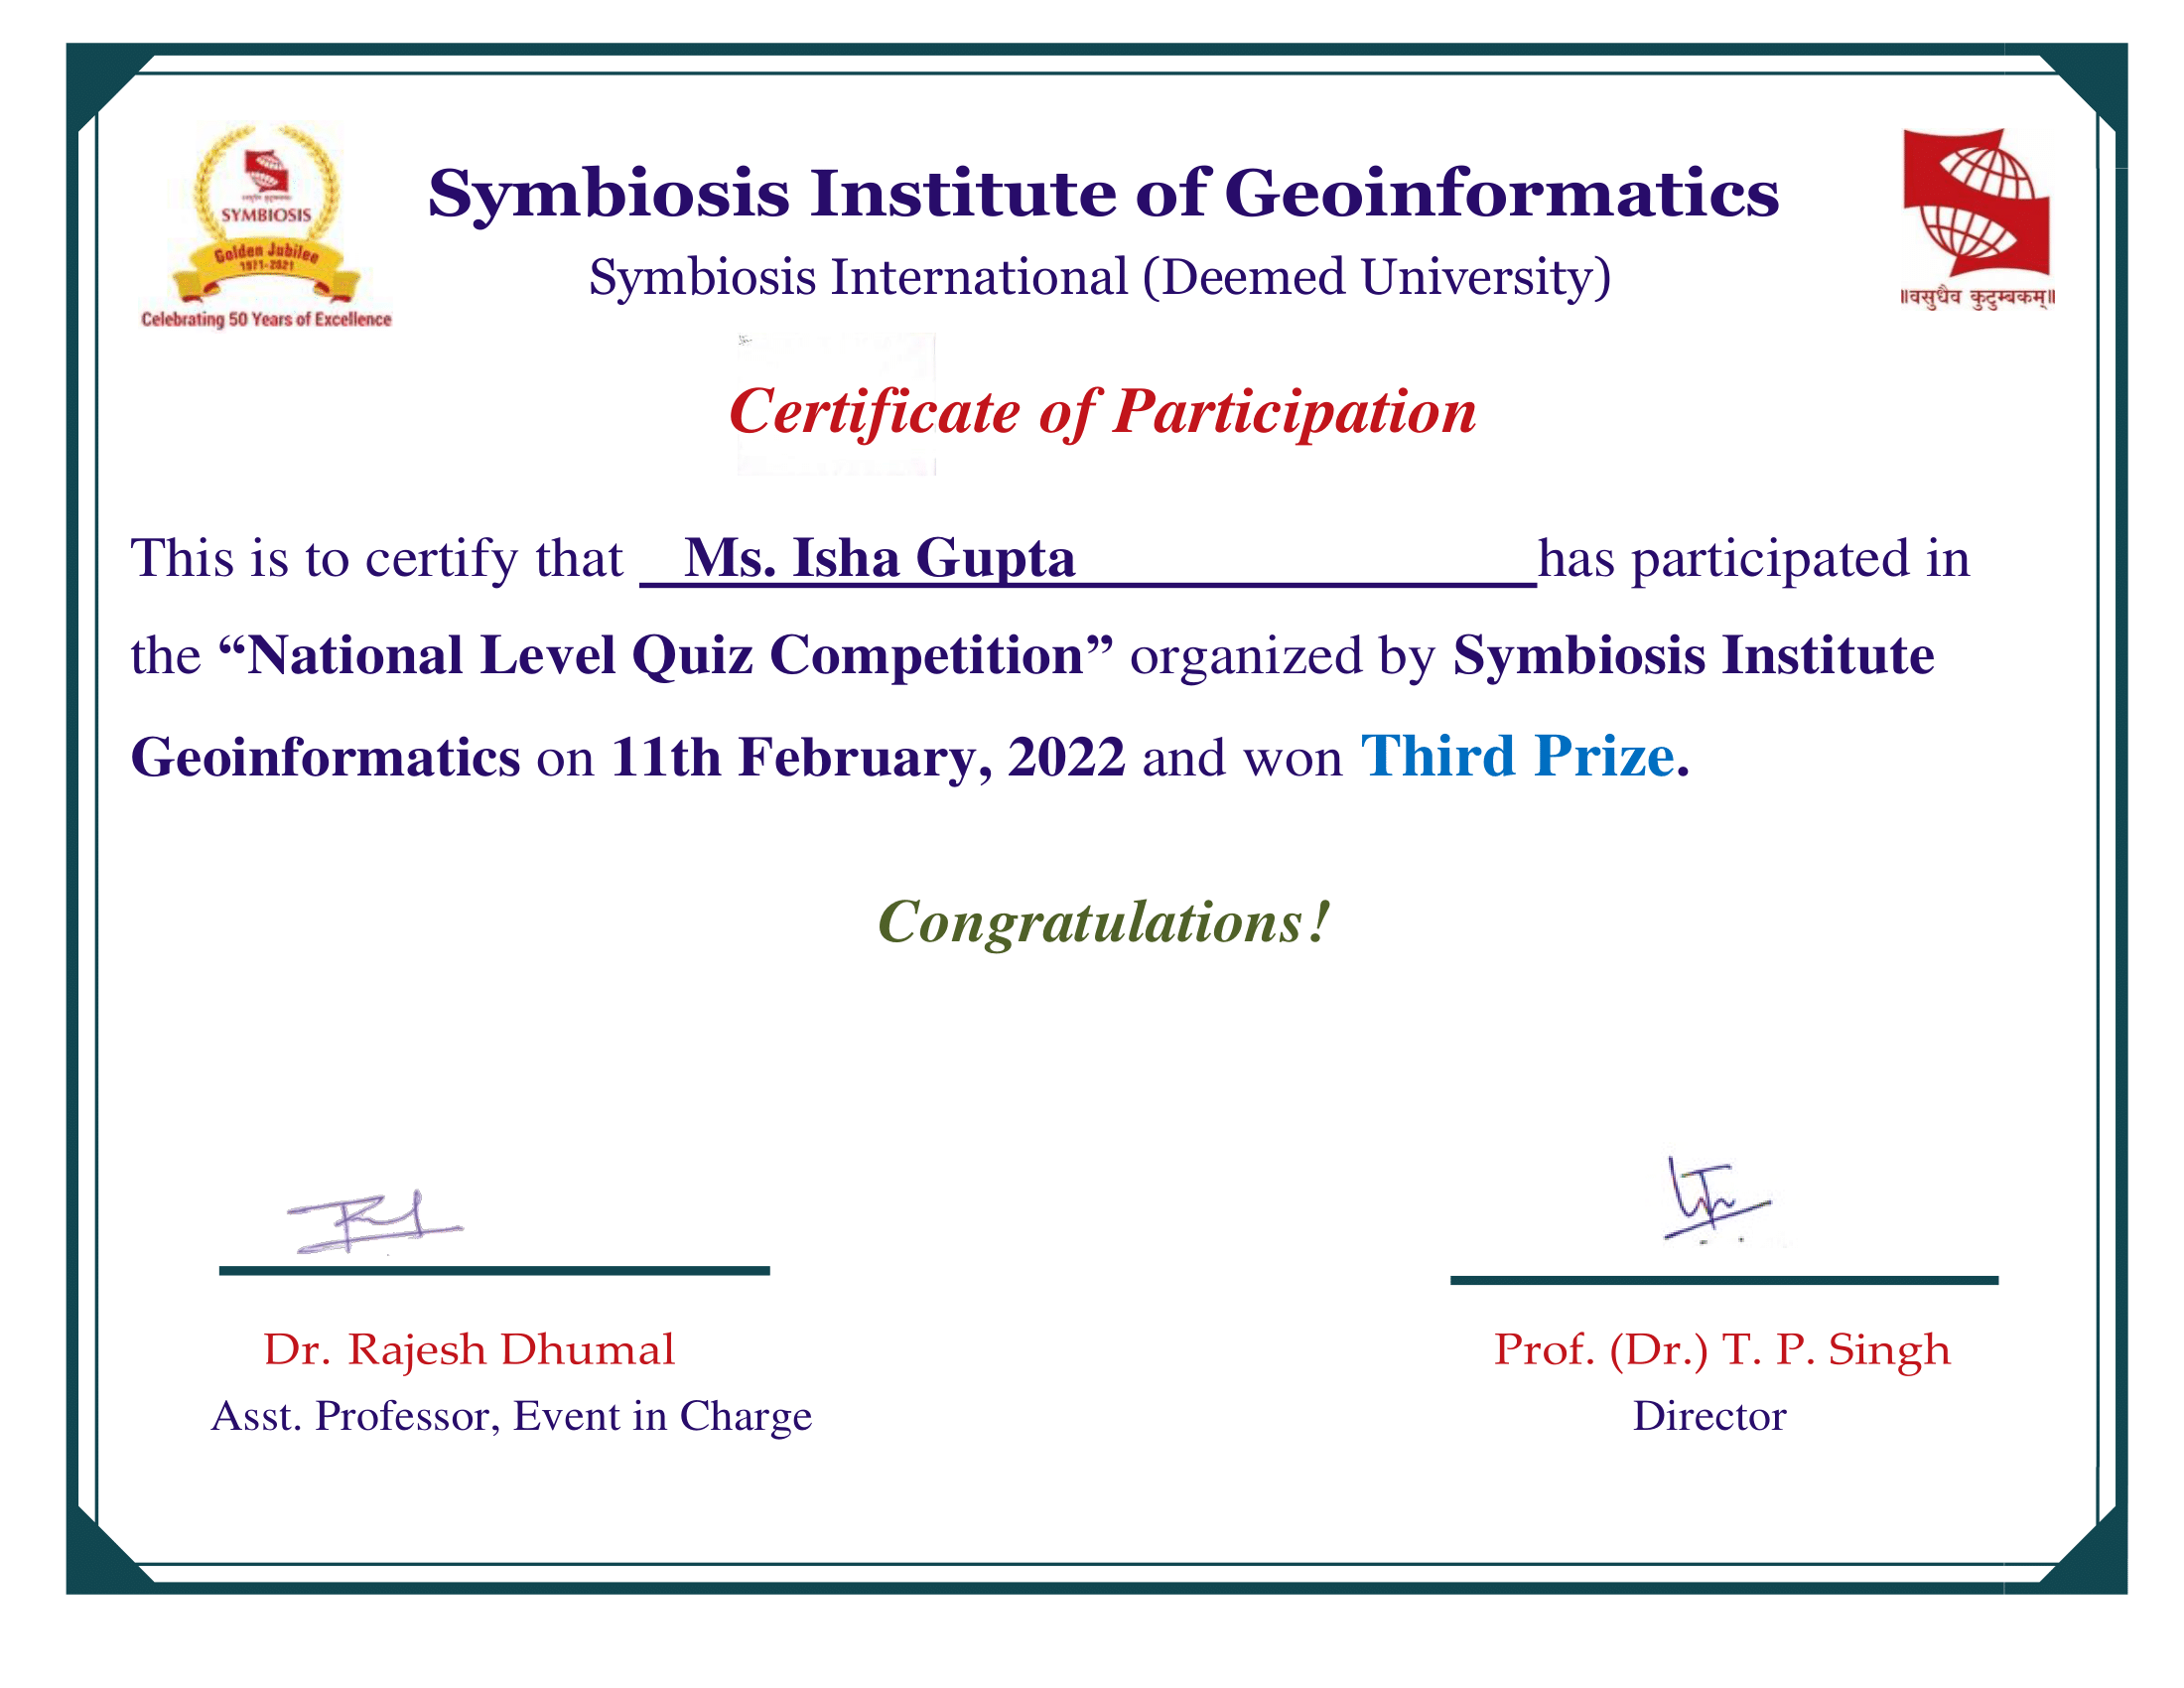 SYMBIOSIS
Golden Jubilee
1971-2021
Celebrating 50 Years of Excellence
Symbiosis Institute of Geoinformatics
Symbiosis International (Deemed University)
॥वसुधैव कुटुम्बकम्॥
Certificate of Participation
This is to certify that Ms. Isha Gupta has participated in
the “National Level Quiz Competition” organized by Symbiosis Institute
Geoinformatics on 11th February, 2022 and won Third Prize.
Congratulations!
Dr. Rajesh Dhumal
Asst. Professor, Event in Charge
Prof. (Dr.) T. P. Singh
Director